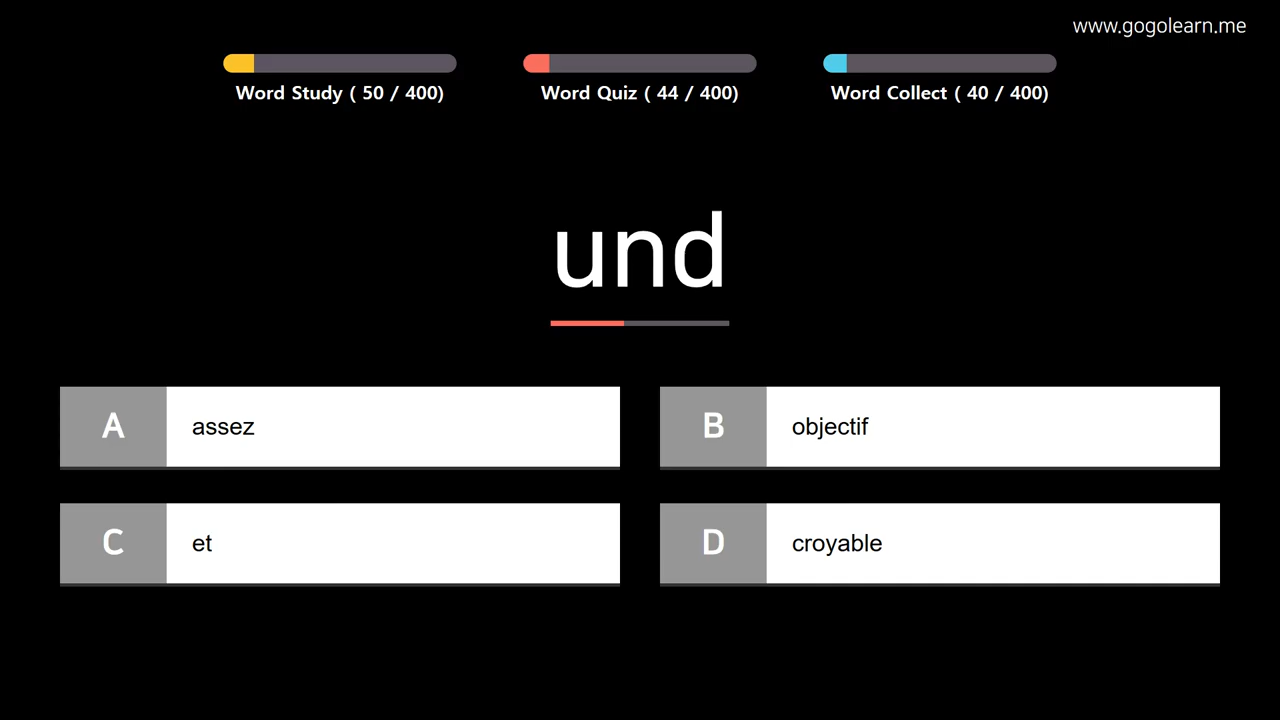 www.gogolearn.me
Word Study ( 50 / 400)
Word Quiz ( 44 / 400)
Word Collect ( 40 / 400)
und
A assez
B objectif
C et
D croyable